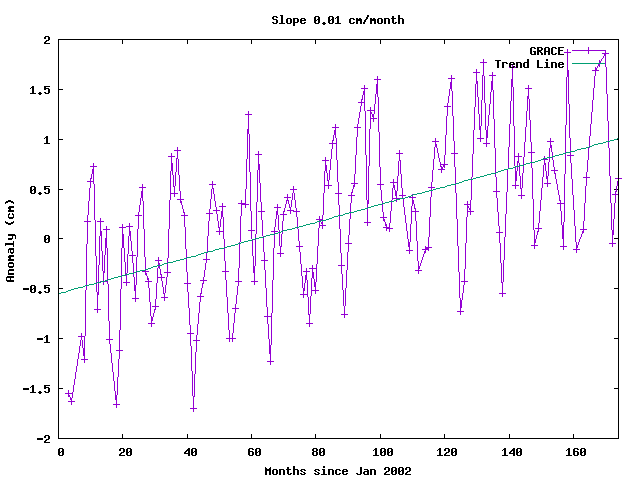 Slope 0.01 cm/month
GRACE
Trend Line
2
1.5
1
0.5
0
-0.5
-1
-1.5
-2
Anomaly (cm)
0 20 40 60 80 100 120 140 160
Months since Jan 2002